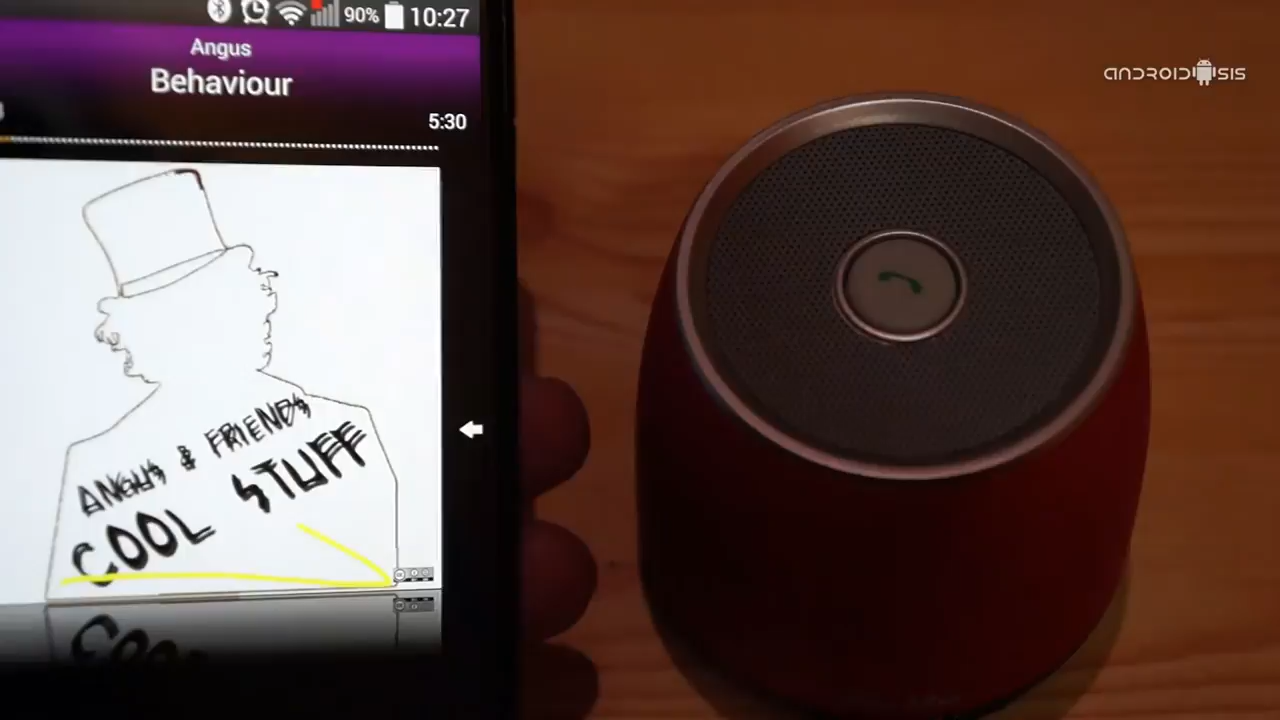 90% 10:27
Angus
Behaviour
5:30
ANDROIDSIS
ANGUS & FRIENDS
COOL STUFF